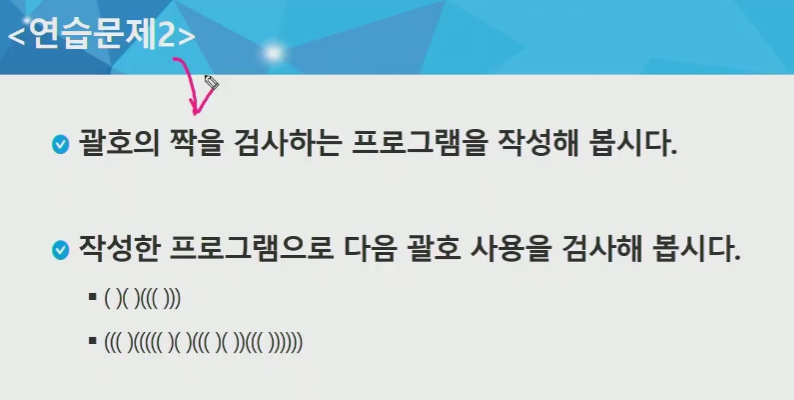 <연습문제2>
괄호의 짝을 검사하는 프로그램을 작성해 봅시다.
작성한 프로그램으로 다음 괄호 사용을 검사해 봅시다.
( )( )((( )))
((( )((((( )( )((( )( ))((( ))))))